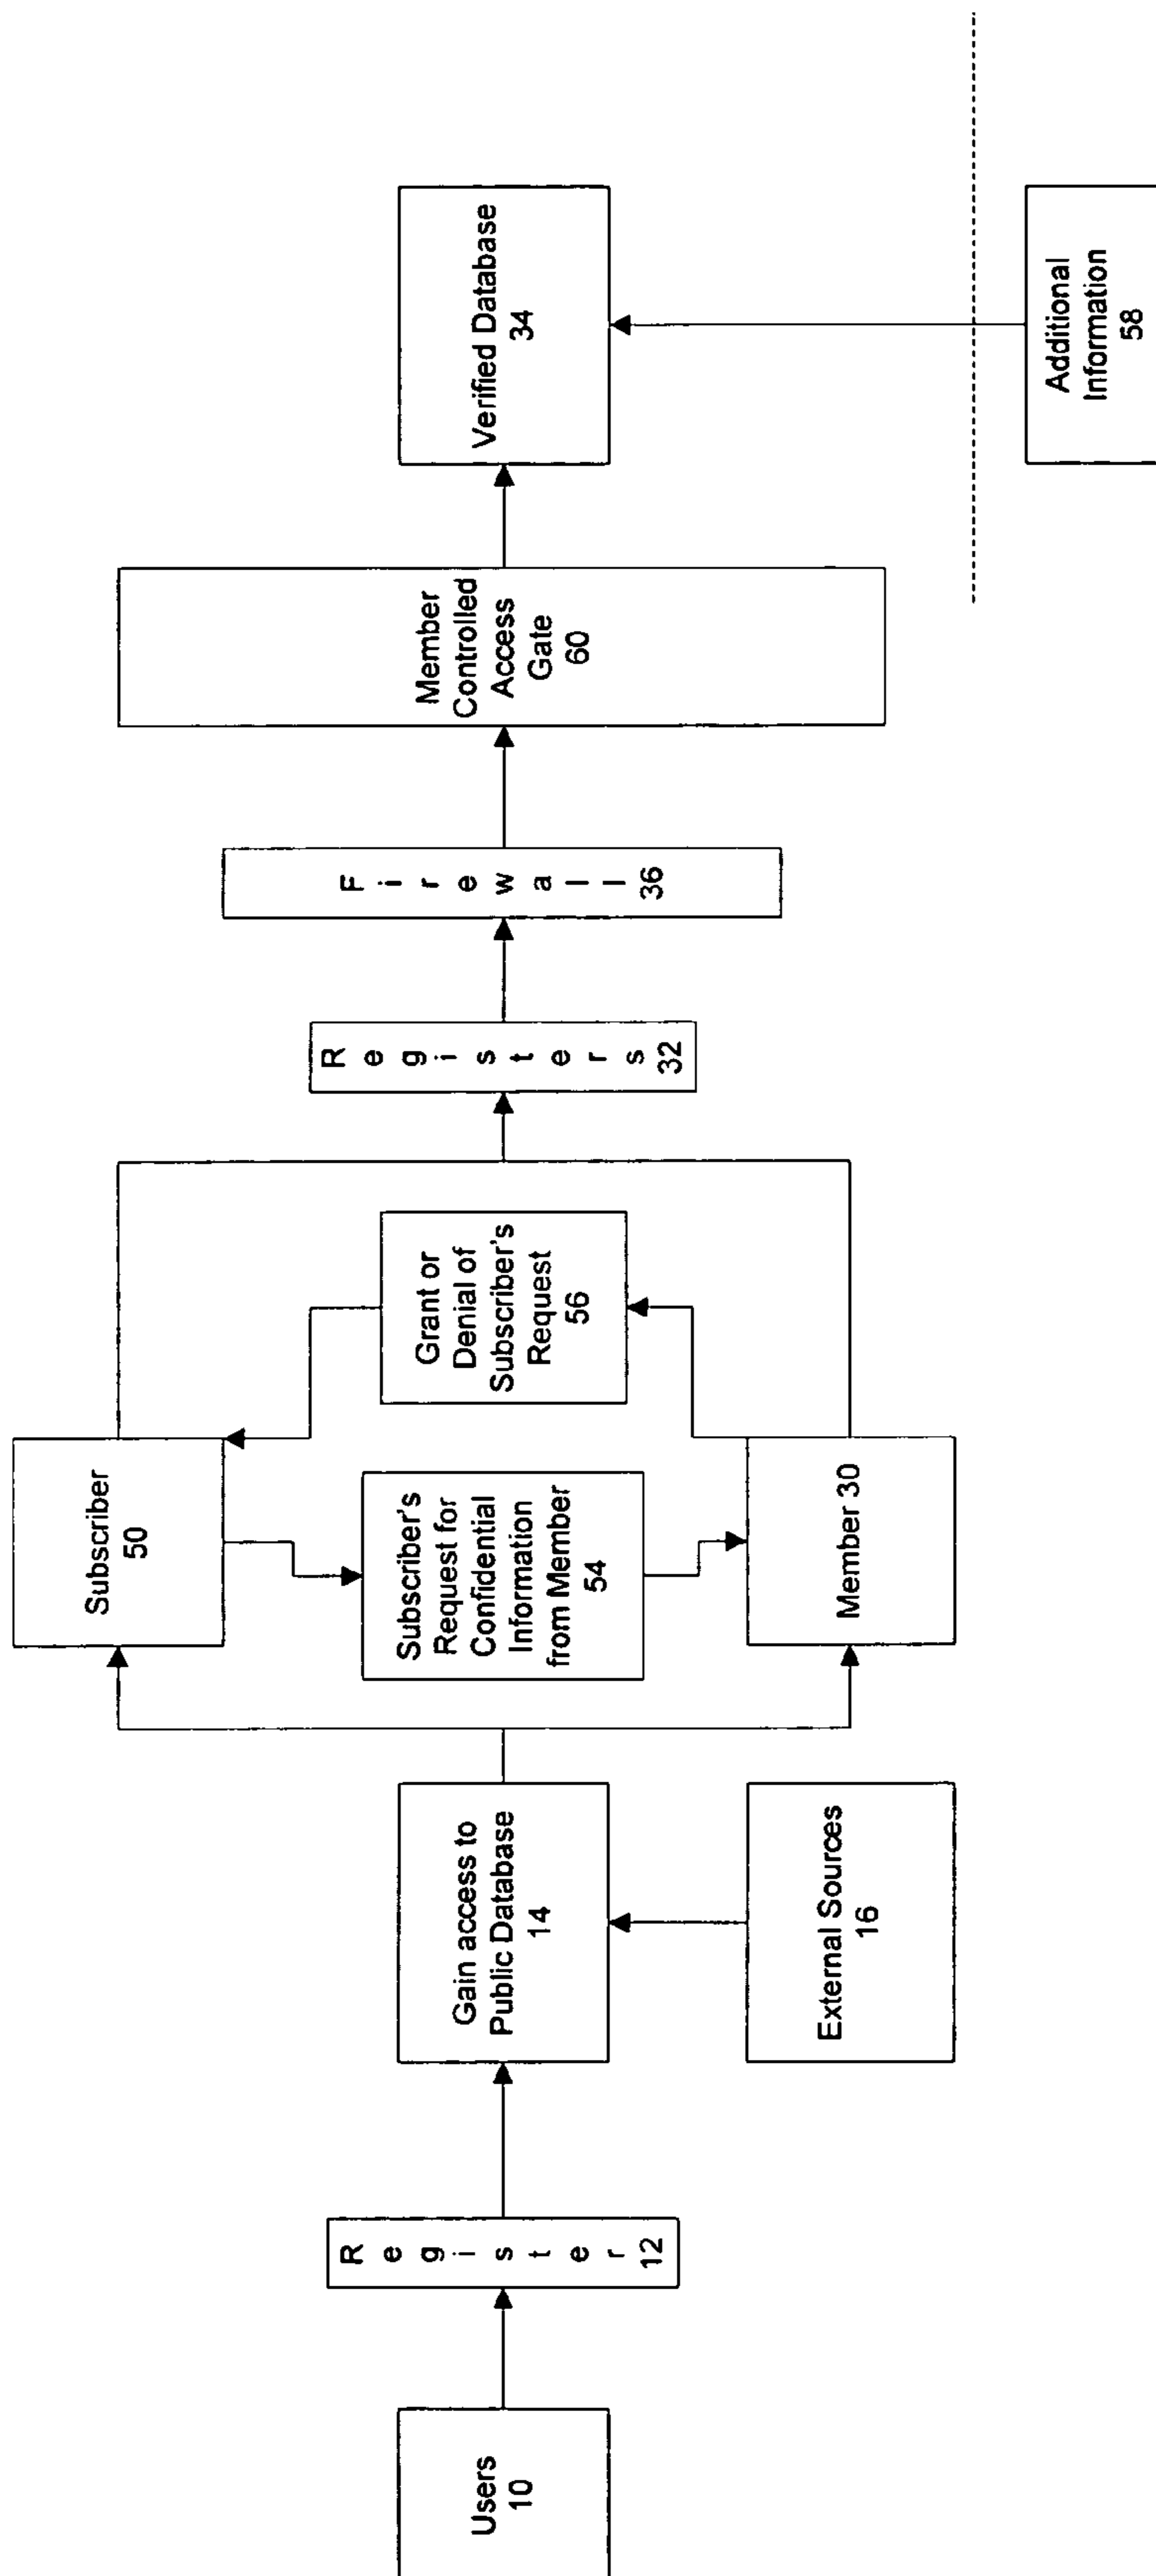 Users
10
Register
12
Gain access to
Public Database
14
External Sources
16
Subscriber
50
Subscriber's
Request for
Confidential
Information
from Member
54
Member 30
Grant or
Denial of
Subscriber's
Request
56
Registers
32
Firewall
36
Member
Controlled
Access
Gate
60
Verified Database
34
Additional
Information
58